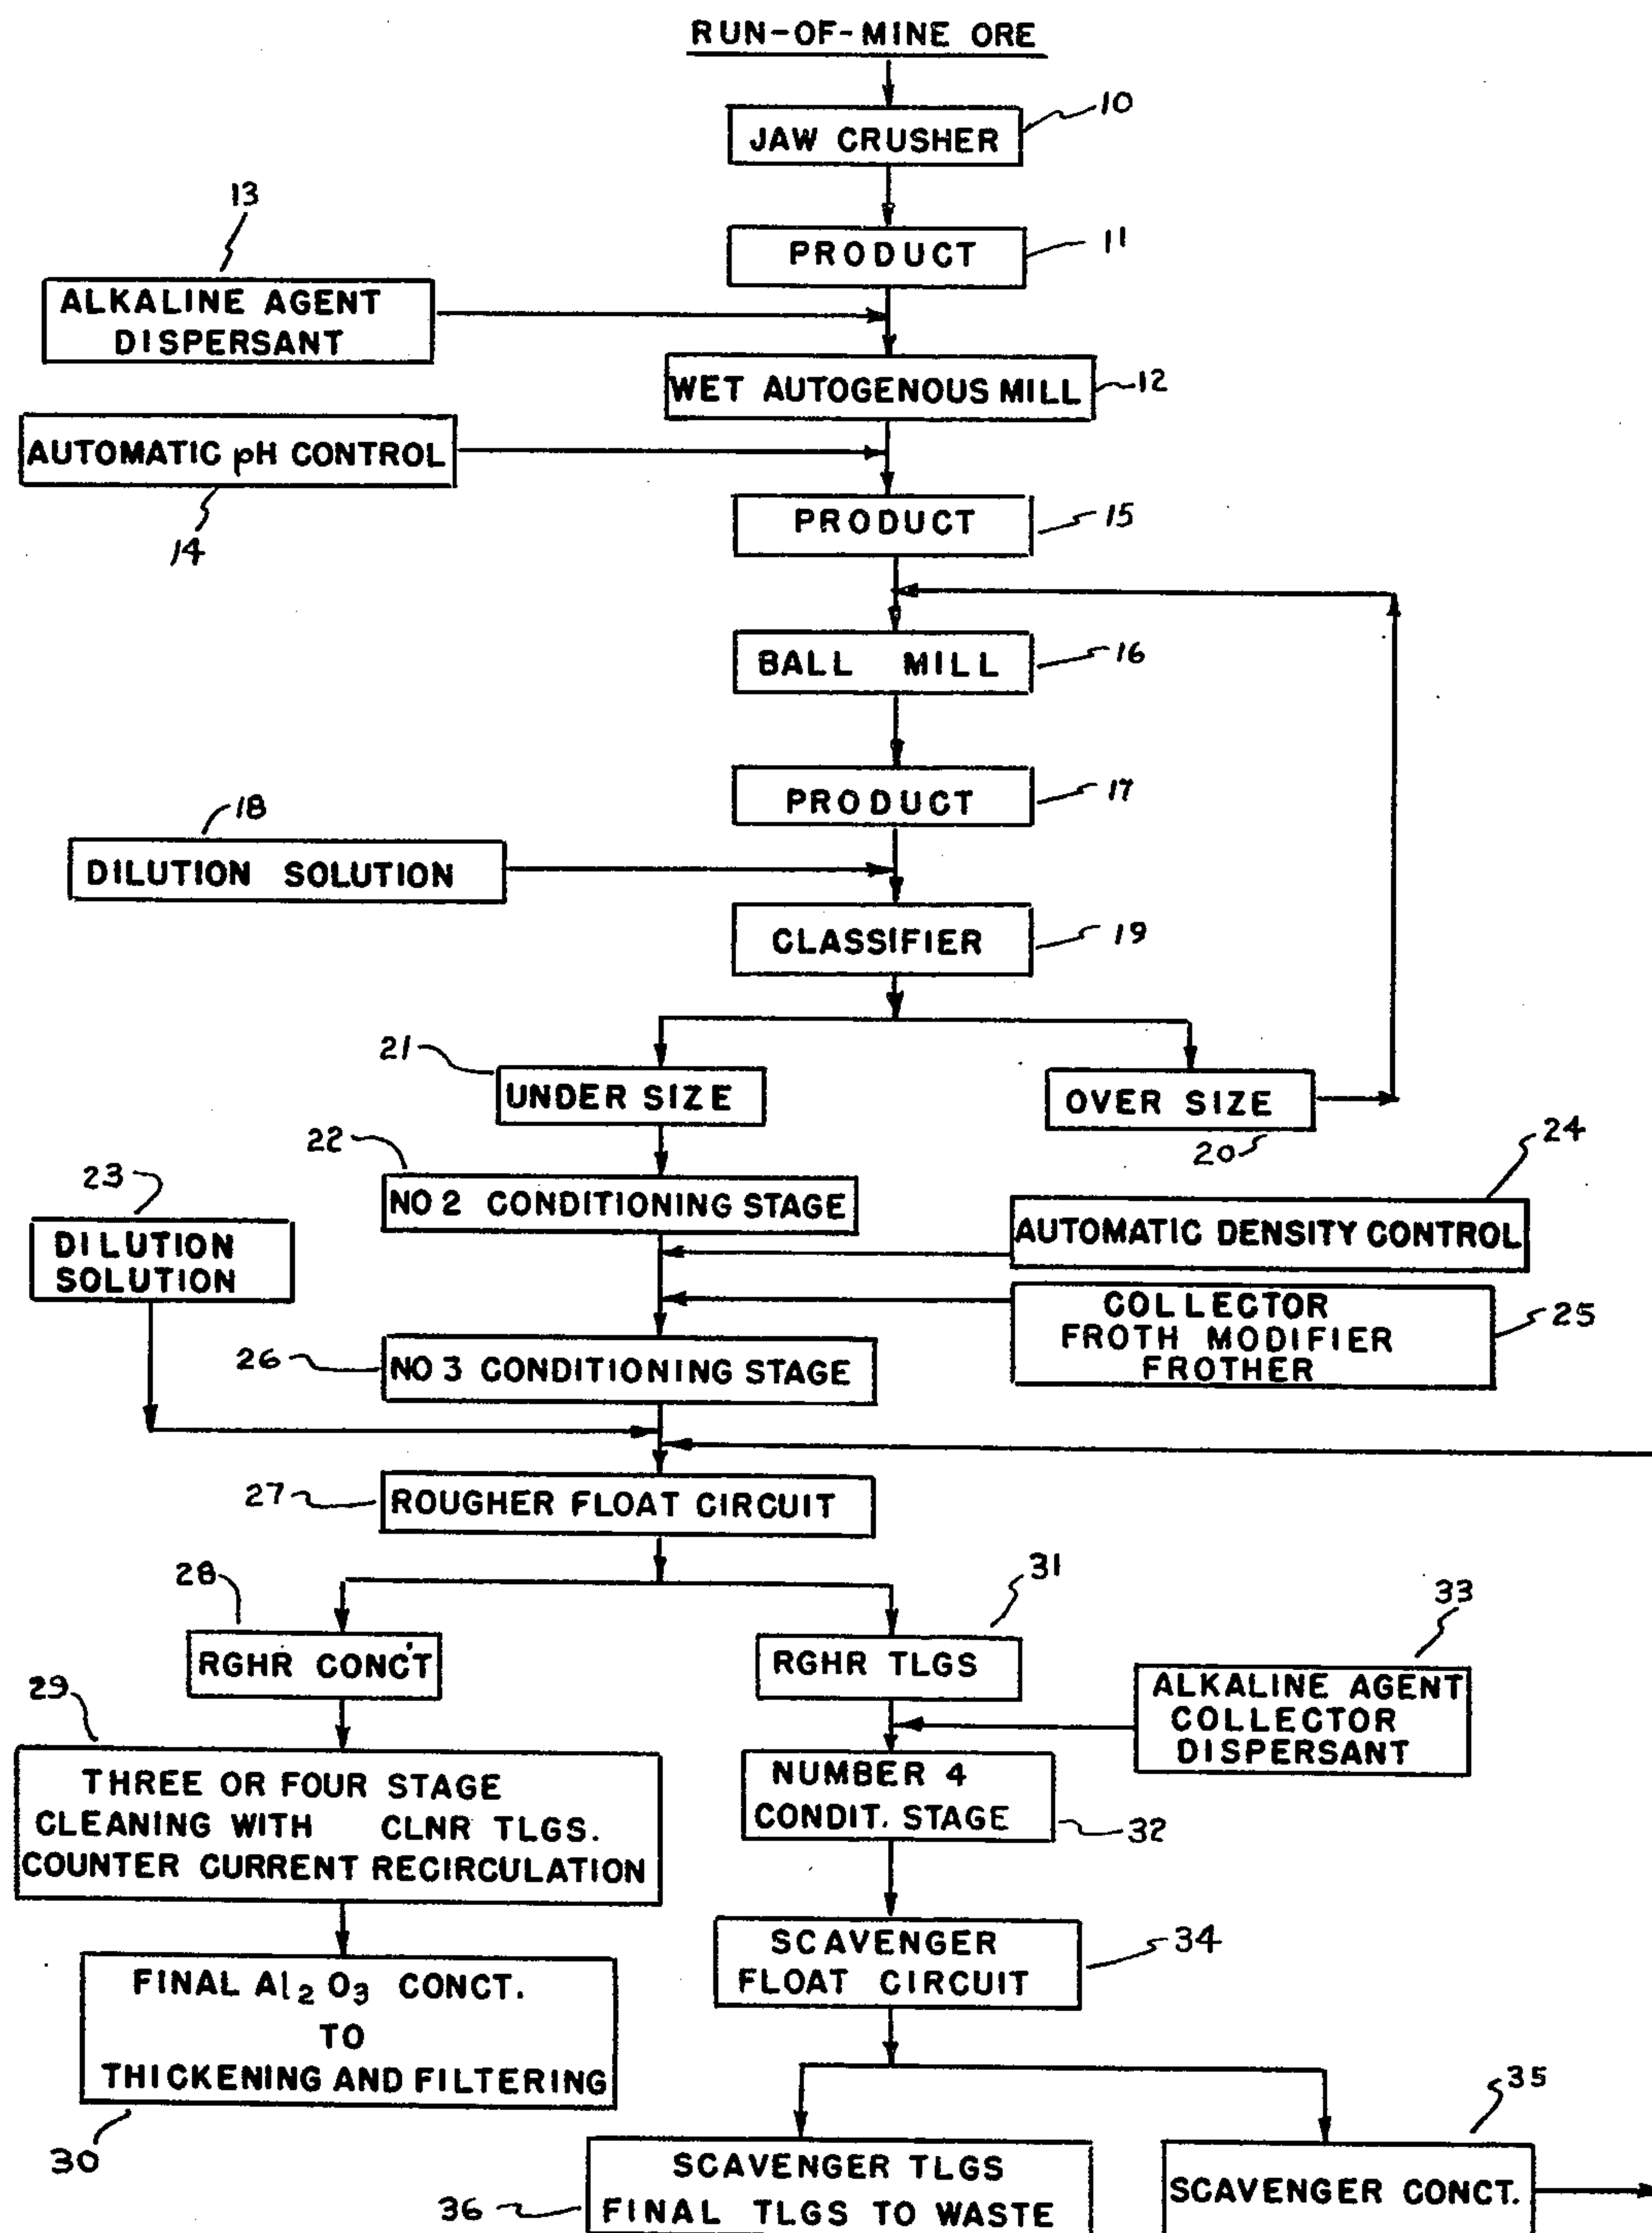 RUN-OF-MINE ORE
10
JAW CRUSHER
13
PRODUCT
11
ALKALINE AGENT
DISPERSANT
WET AUTOGENOUS MILL
12
AUTOMATIC pH CONTROL
14
PRODUCT
15
BALL MILL
16
PRODUCT
17
18
DILUTION SOLUTION
CLASSIFIER
19
21
UNDER SIZE
OVER SIZE
20
22
NO 2 CONDITIONING STAGE
23
DILUTION
SOLUTION
24
AUTOMATIC DENSITY CONTROL
COLLECTOR
FROTH MODIFIER
FROTHER
25
26
NO 3 CONDITIONING STAGE
27
ROUGHER FLOAT CIRCUIT
28
RGHR CONC'T
31
RGHR TLGS
33
ALKALINE AGENT
COLLECTOR
DISPERSANT
29
THREE OR FOUR STAGE
CLEANING WITH CLNR TLGS.
COUNTER CURRENT RECIRCULATION
NUMBER 4
CONDIT. STAGE
32
FINAL Al₂O₃ CONCT.
TO
THICKENING AND FILTERING
30
SCAVENGER
FLOAT CIRCUIT
34
35
SCAVENGER TLGS
FINAL TLGS TO WASTE
36
SCAVENGER CONCT.